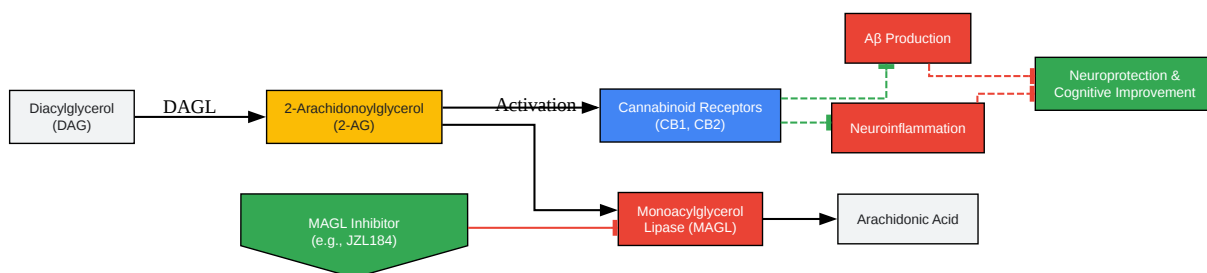 Aβ Production
Neuroprotection &
Cognitive Improvement
Diacylglycerol
(DAG)
DAGL
2-Arachidonoylglycerol
(2-AG)
Activation
Cannabinoid Receptors
(CB1, CB2)
Neuroinflammation
MAGL Inhibitor
(e.g., JZL184)
Monoacylglycerol
Lipase (MAGL)
Arachidonic Acid